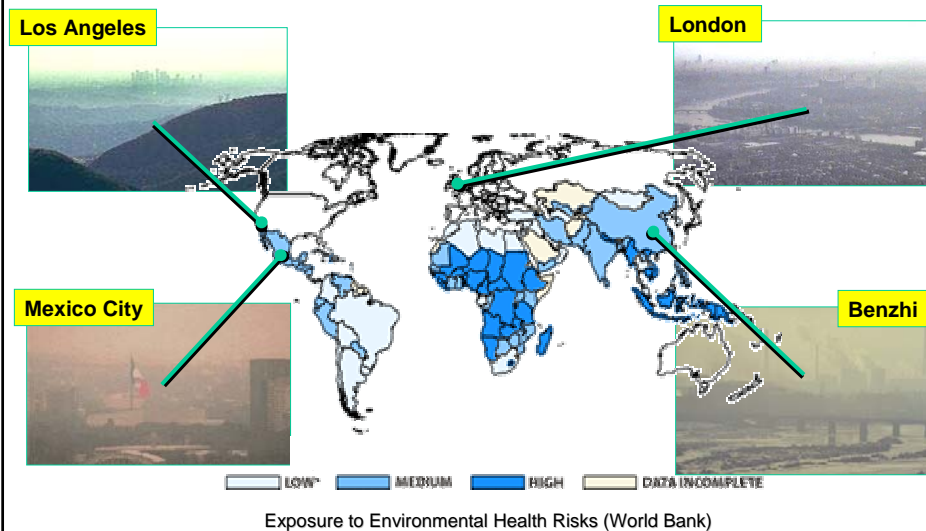 Los Angeles
London
Mexico City
Benzhi
LOW*
MEDIUM
HIGH
DATA INCOMPLETE
Exposure to Environmental Health Risks (World Bank)